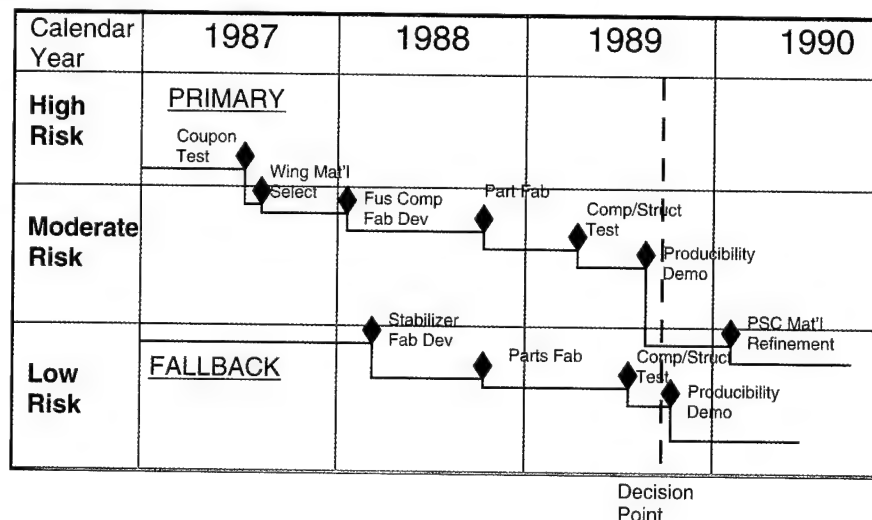 Calendar
Year
1987
1988
1989
1990
High
Risk
PRIMARY
Coupon
Test
Wing Mat'l
Select
Moderate
Risk
Fus Comp
Fab Dev
Part Fab
Comp/Struct
Test
Producibility
Demo
Low
Risk
FALLBACK
Stabilizer
Fab Dev
Parts Fab
Comp/Struct
Test
Producibility
Demo
PSC Mat'l
Refinement
Decision
Point